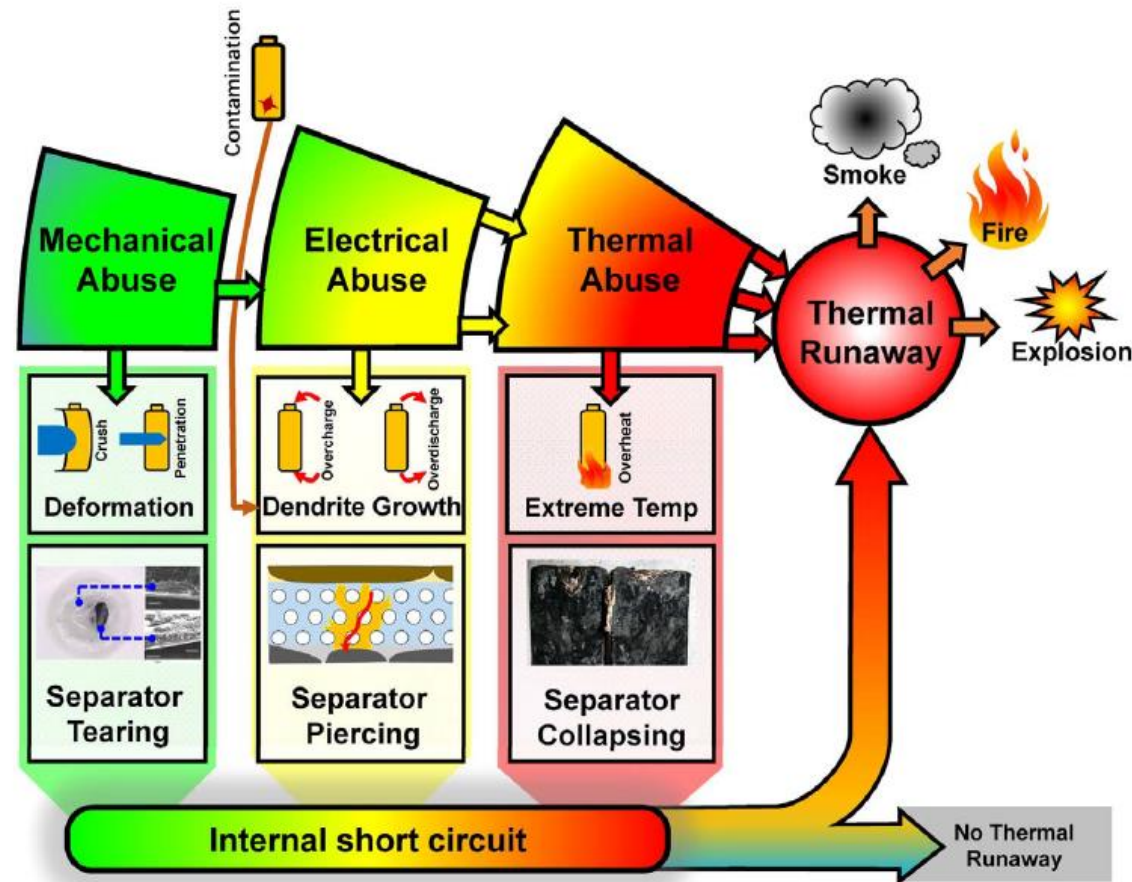 Contamination
Mechanical
Abuse
Electrical
Abuse
Thermal
Abuse
Smoke
Fire
Thermal
Runaway
Explosion
Crush
Penetration
Deformation
Overcharge
Overdischarge
Dendrite Growth
Overheat
Extreme Temp
Separator
Tearing
Separator
Piercing
Separator
Collapsing
Internal short circuit
No Thermal
Runaway